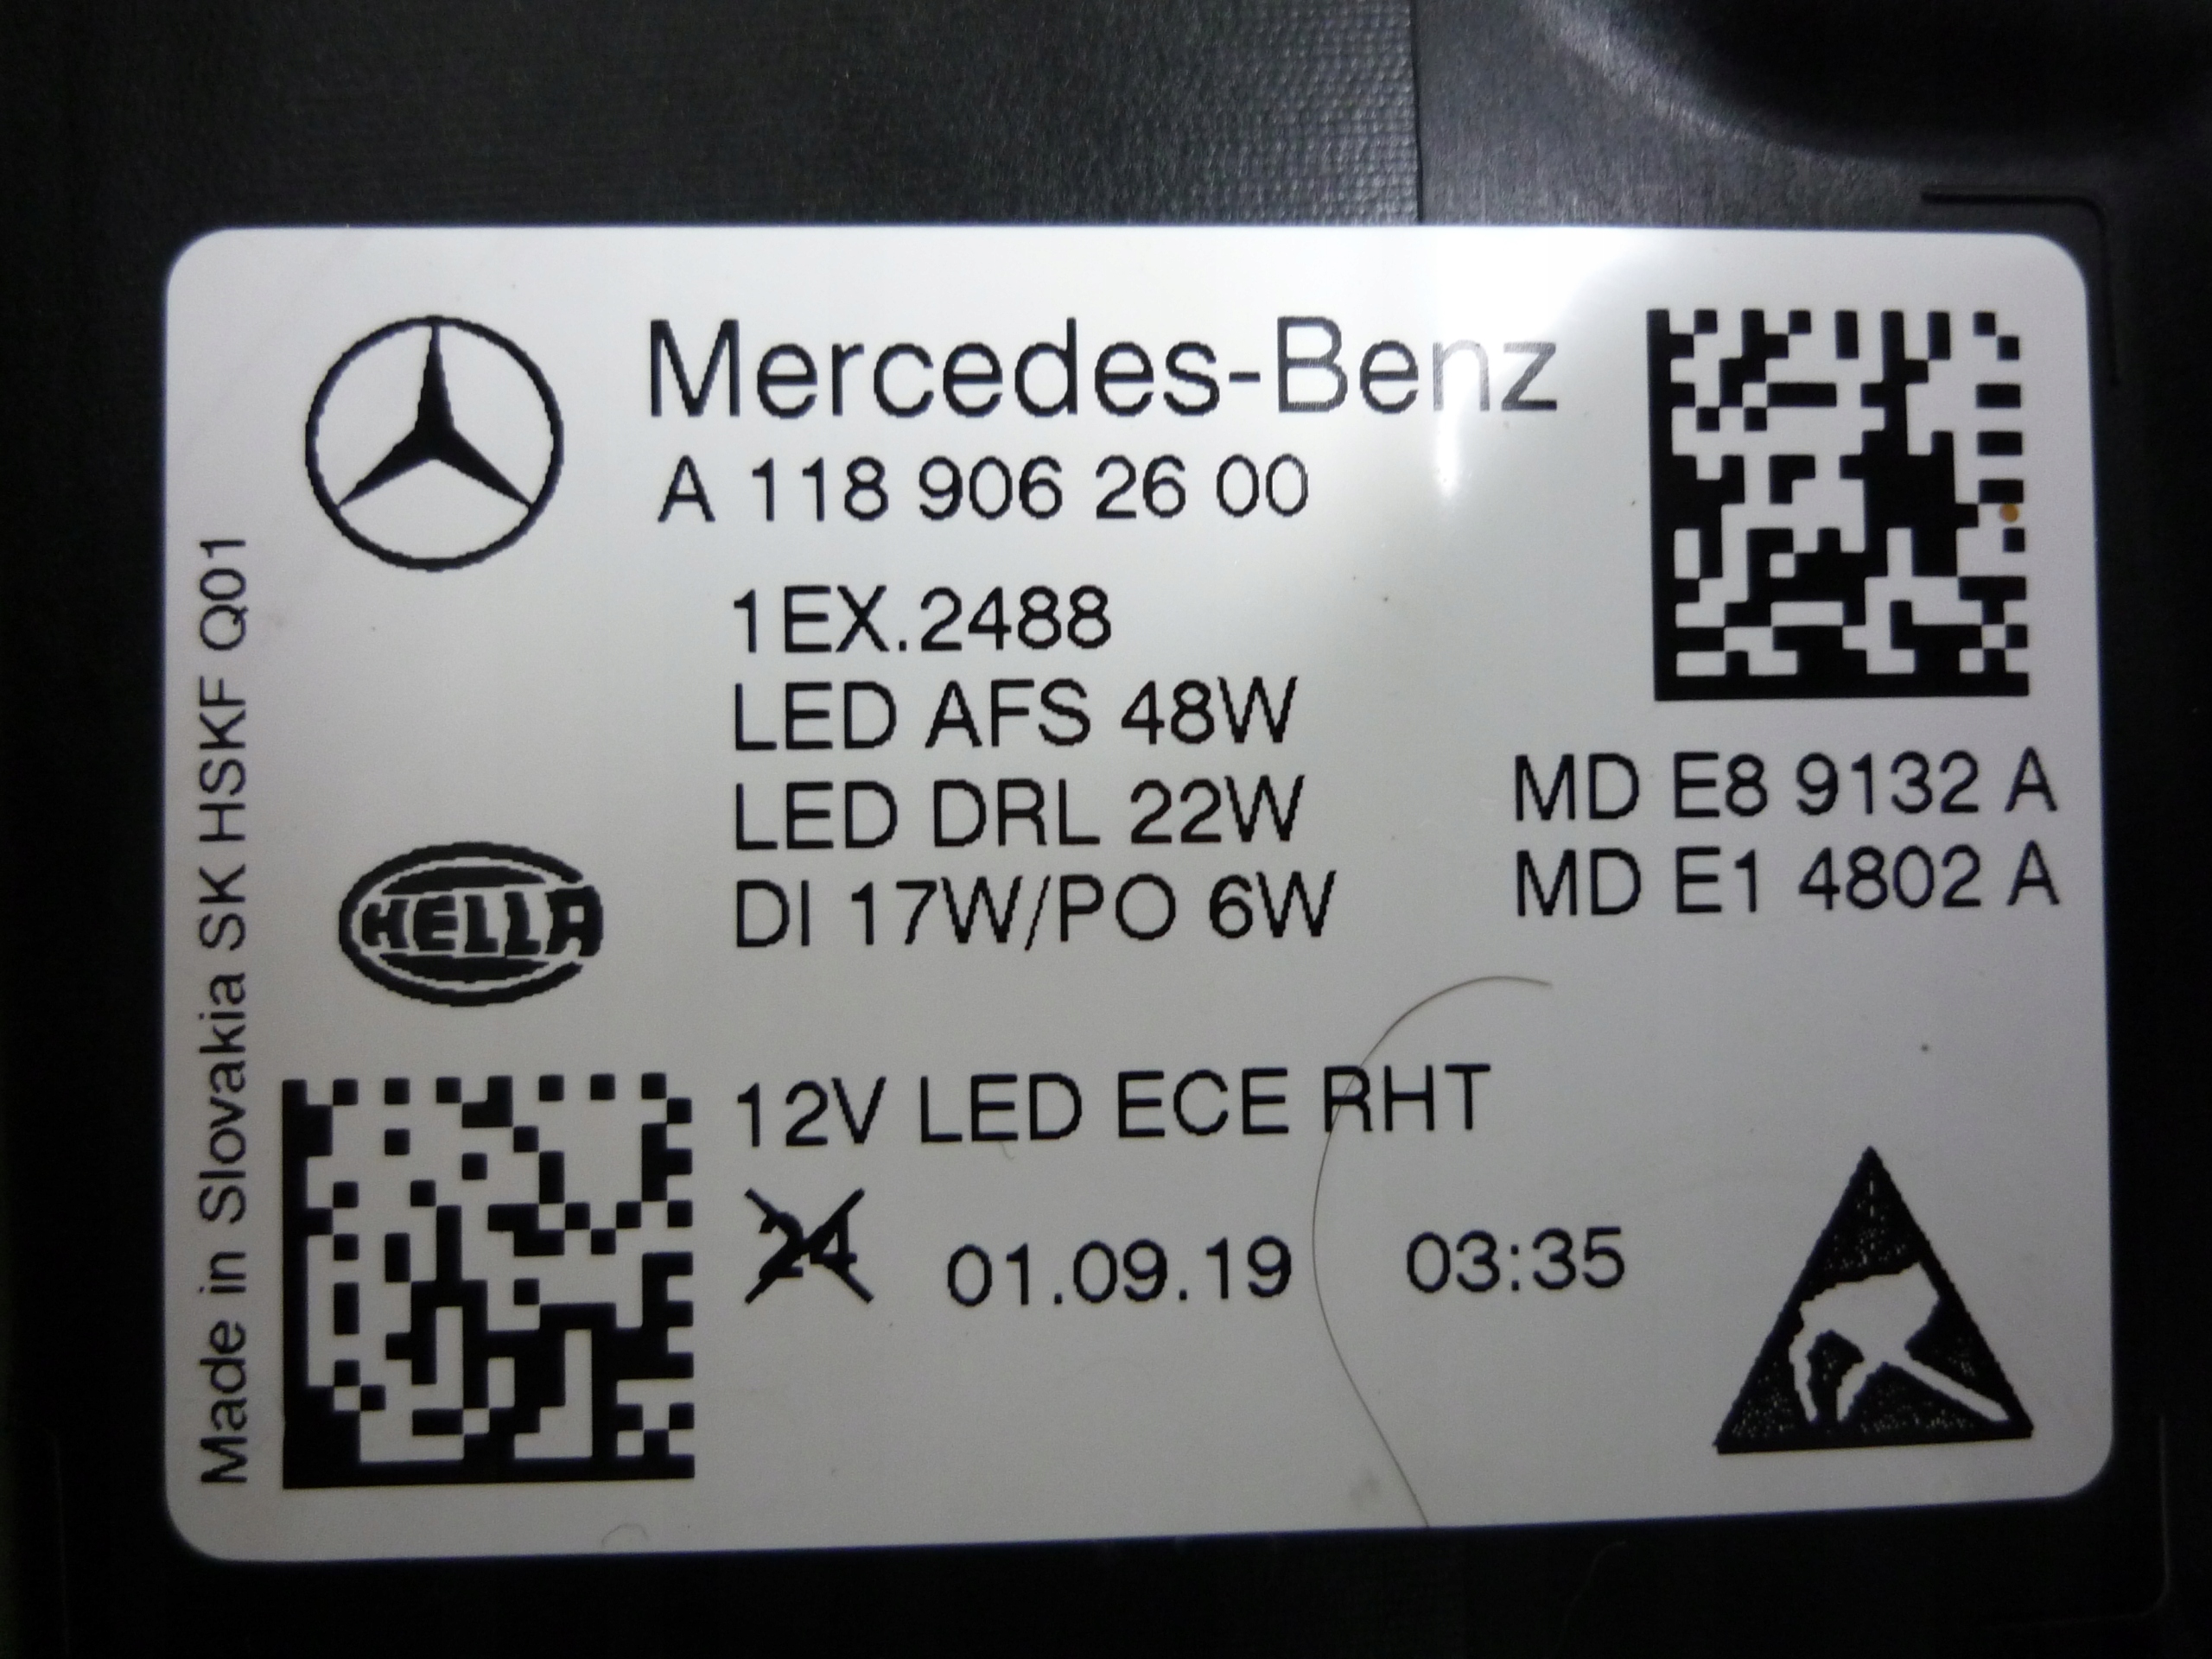 Mercedes-Benz
A 118 906 26 00
1EX.2488
LED AFS 48W
LED DRL 22W
DI 17W/PO 6W
MD E8 9132 A
MD E1 4802 A
HELLA
12V LED ECE RHT
24 01.09.19 03:35
Made in Slovakia SK HSKF Q01